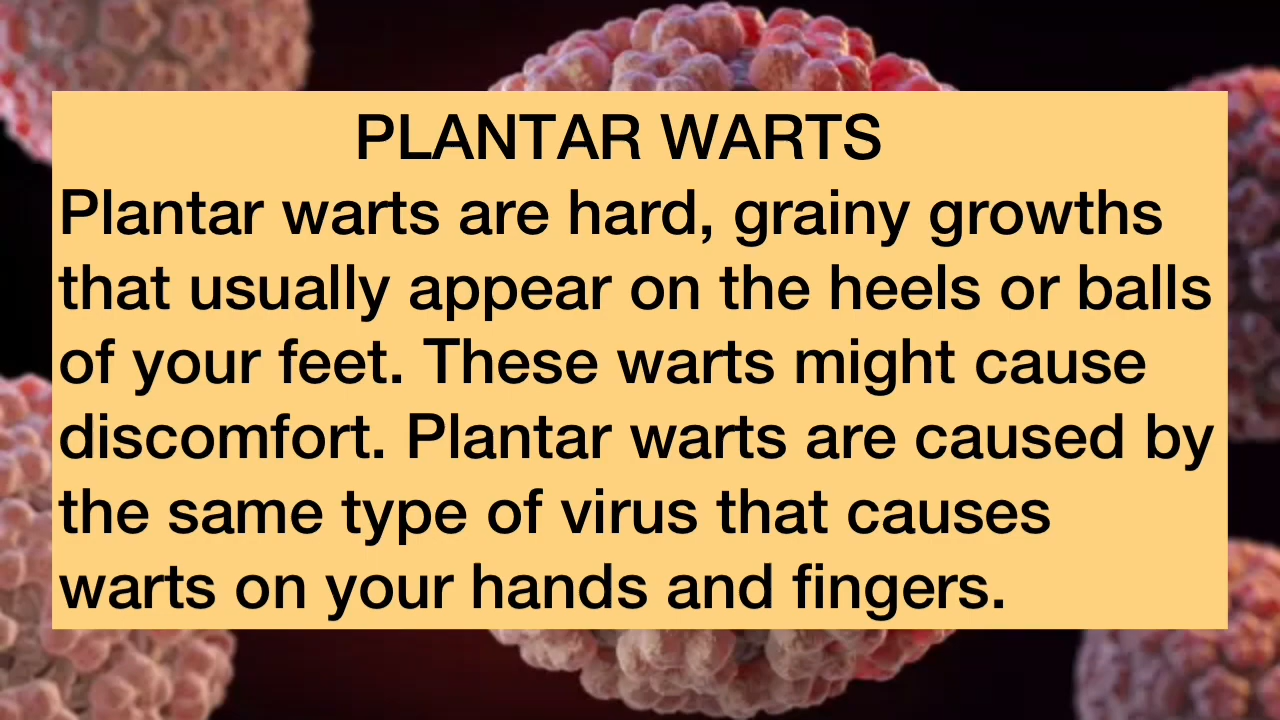 PLANTAR WARTS
Plantar warts are hard, grainy growths
that usually appear on the heels or balls
of your feet. These warts might cause
discomfort. Plantar warts are caused by
the same type of virus that causes
warts on your hands and fingers.